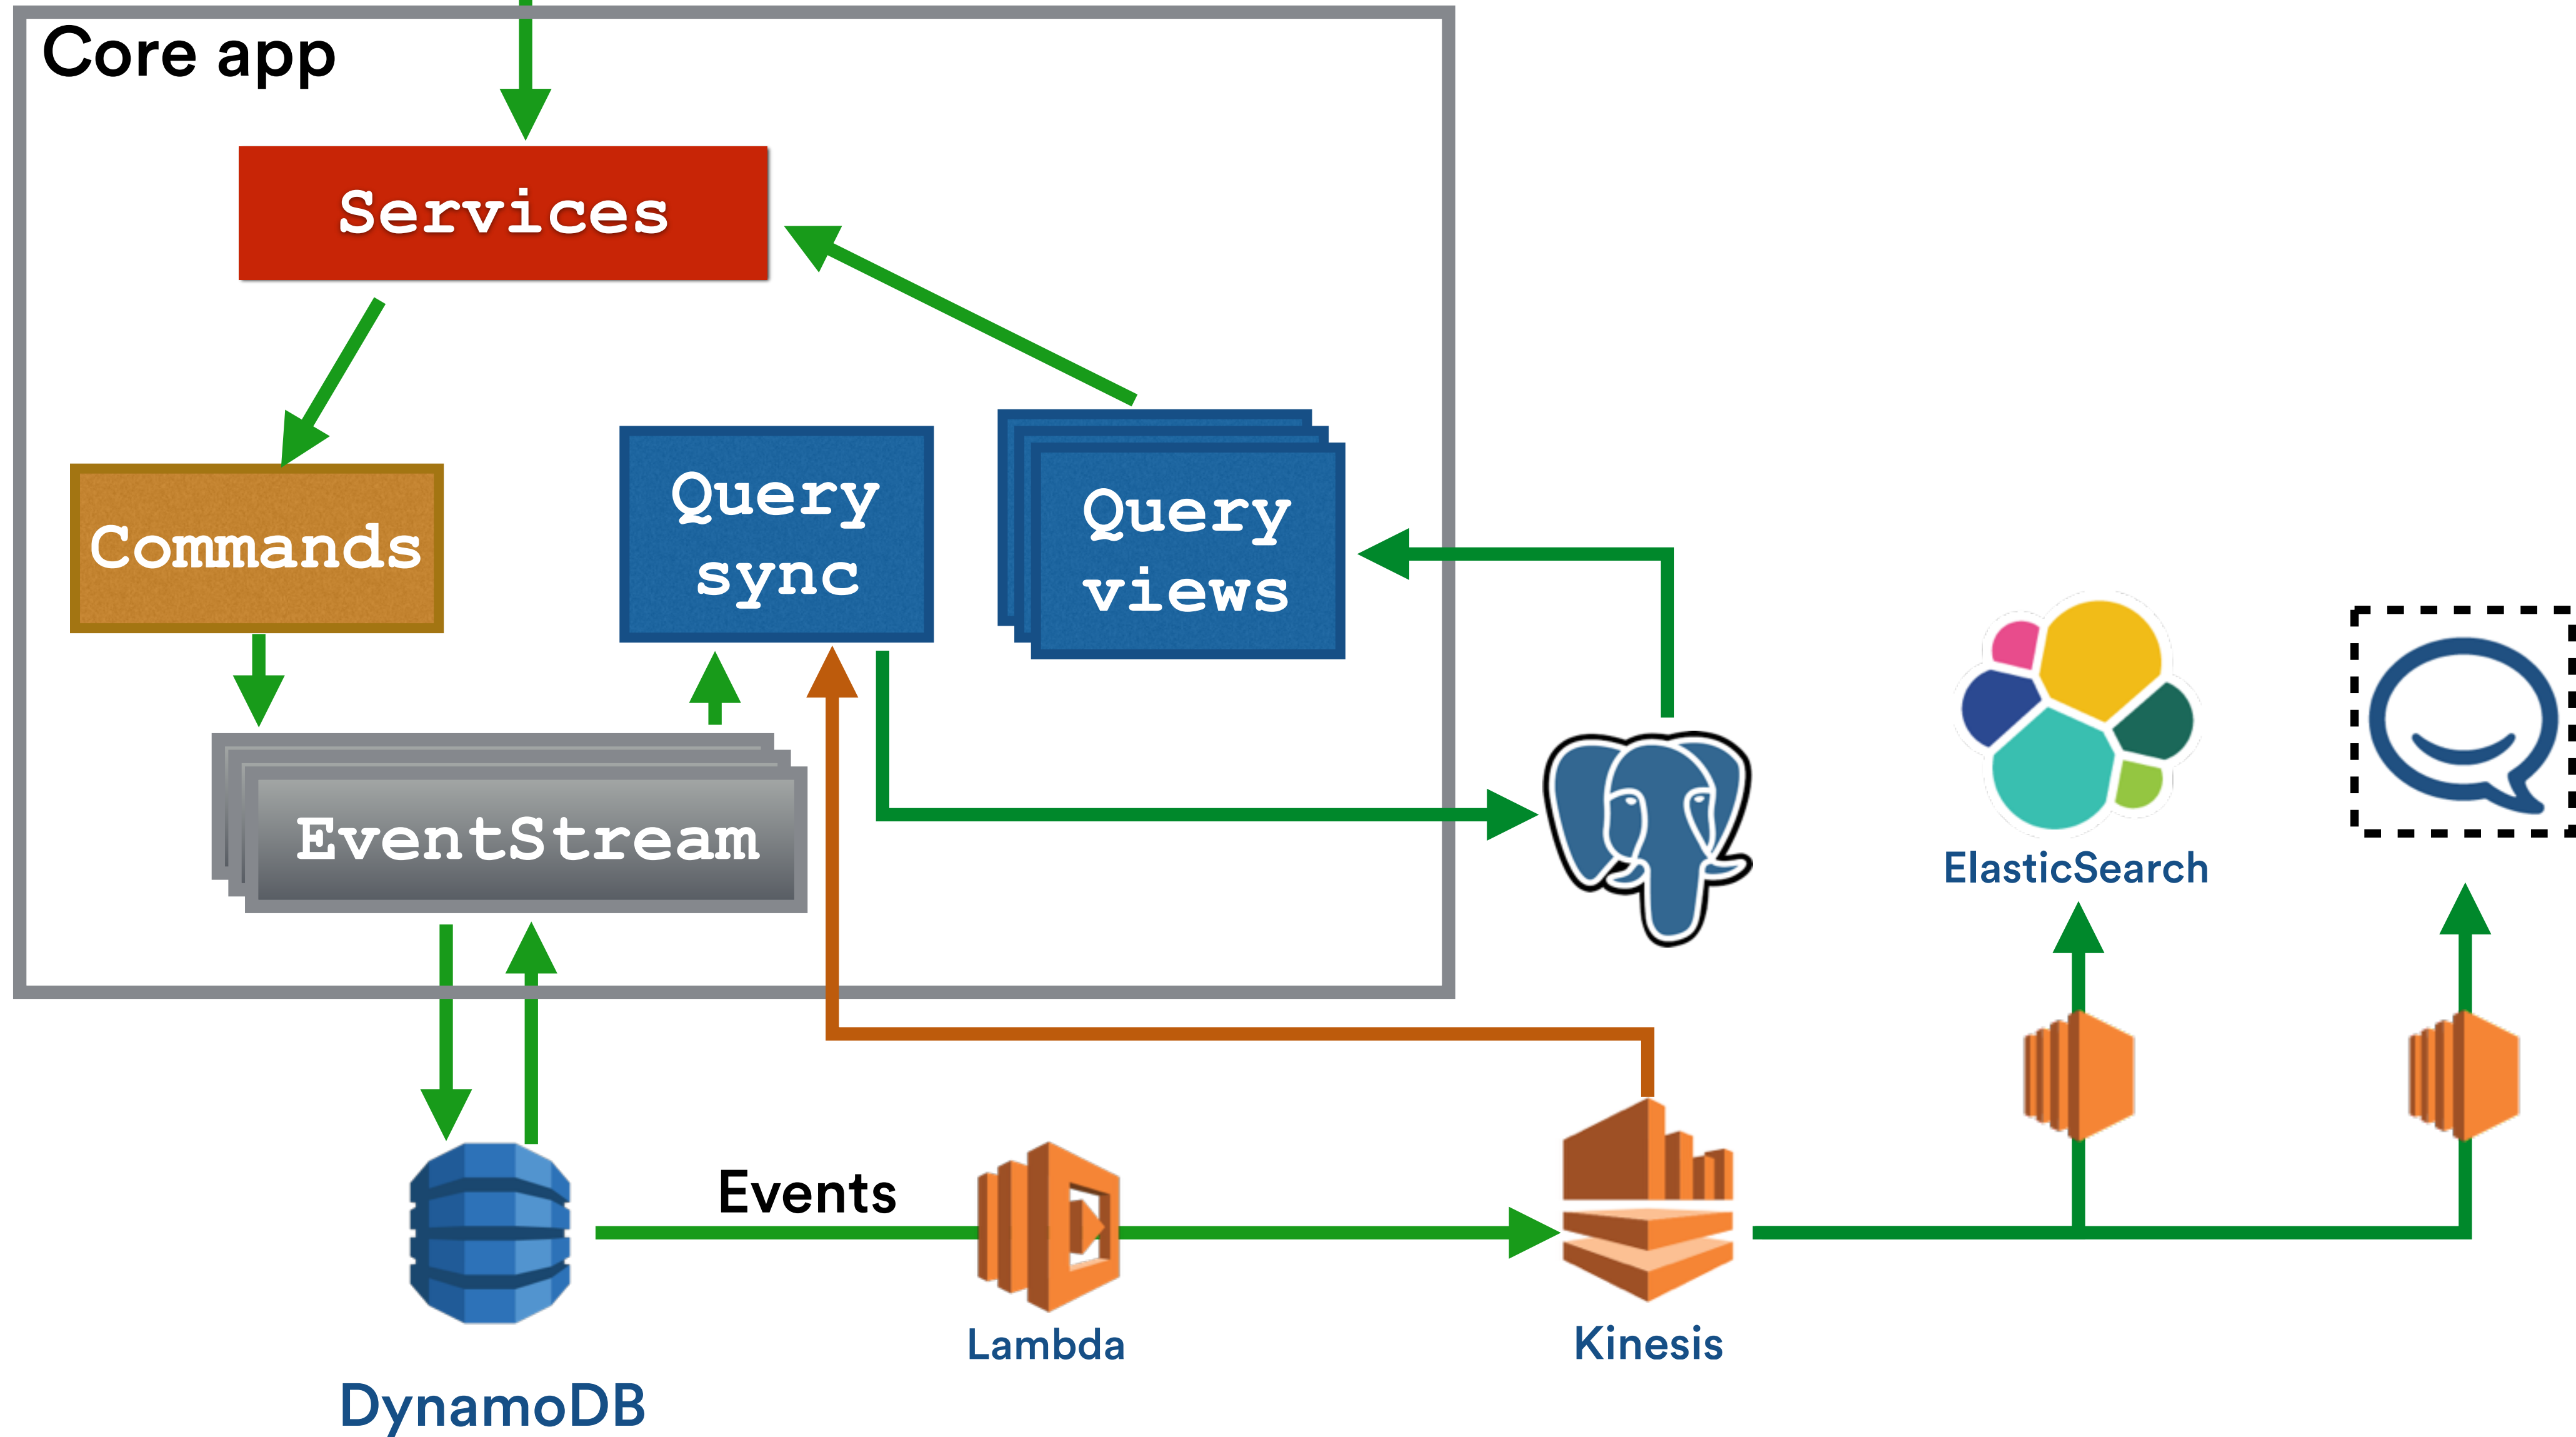 Core app
Services
Commands
Query
sync
Query
views
EventStream
ElasticSearch
Events
Lambda
Kinesis
DynamoDB